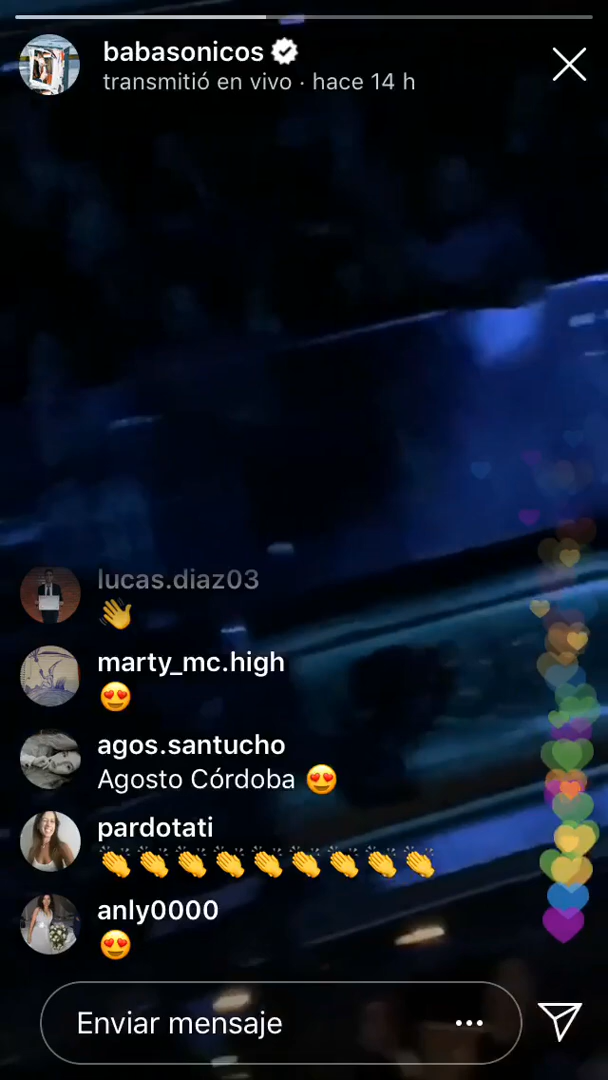 babasonicos
transmitió en vivo · hace 14 h
lucas.diaz03
👋
marty_mc.high
😍
agos.santucho
Agosto Córdoba 😍
pardotati
👏👏👏👏👏👏👏👏👏
anly0000
😍
Enviar mensaje